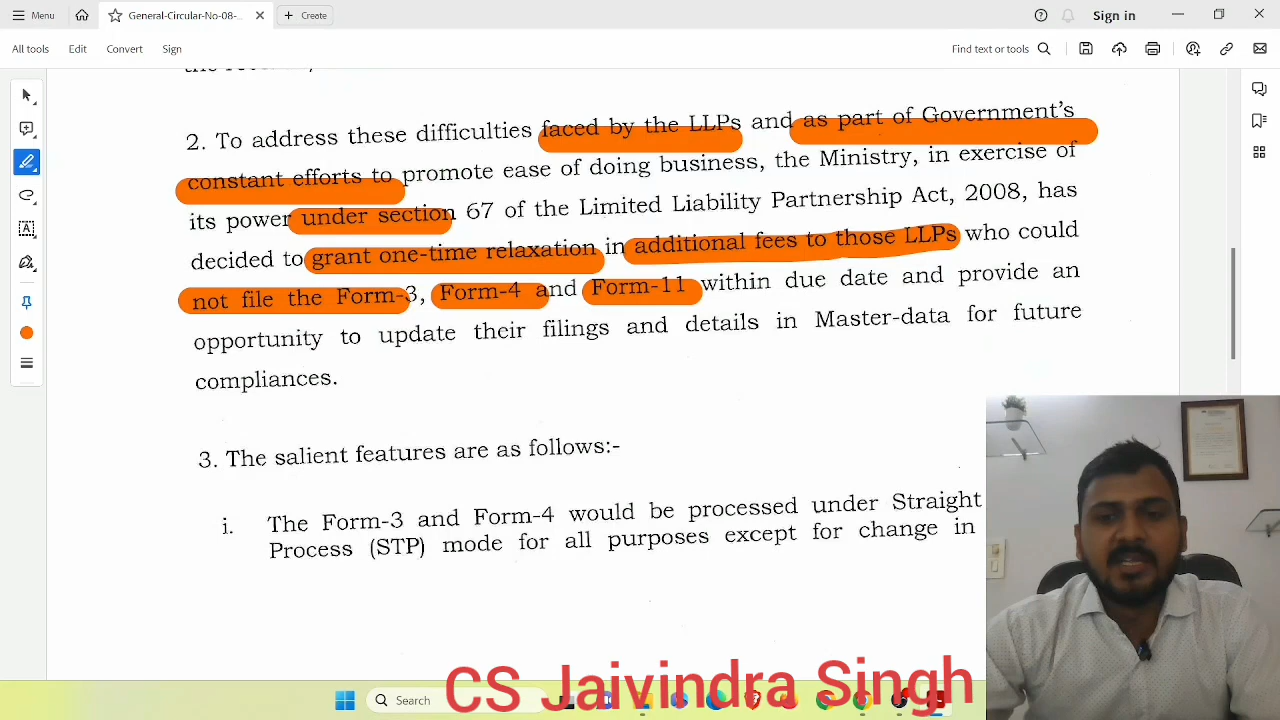 Menu
General-Circular-No-08-...
Create
Sign in
All tools
Edit
Convert
Sign
Find text or tools
2. To address these difficulties faced by the LLPs and as part of Government's
constant efforts to promote ease of doing business, the Ministry, in exercise of
its power under section 67 of the Limited Liability Partnership Act, 2008, has
decided to grant one-time relaxation in additional fees to those LLPs who could
not file the Form-3, Form-4 and Form-11 within due date and provide an
opportunity to update their filings and details in Master-data for future
compliances.
3. The salient features are as follows:-
i. The Form-3 and Form-4 would be processed under Straight
Process (STP) mode for all purposes except for change in
Search
CS Jaivindra Singh